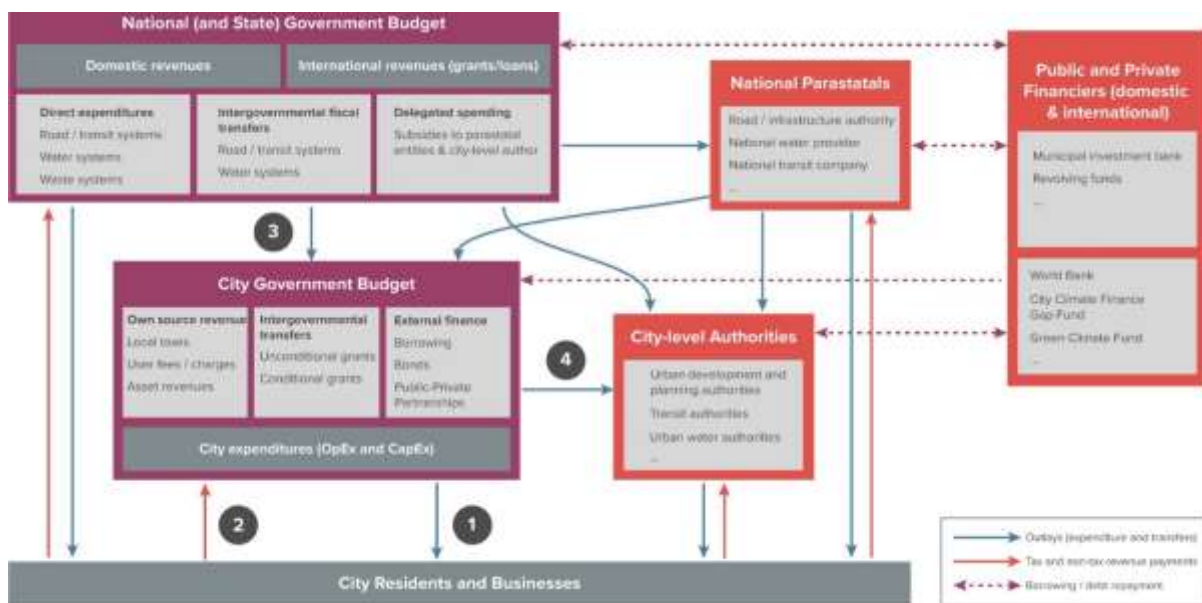 National (and State) Government Budget
Domestic revenues
International revenues (grants/loans)
Direct expenditures
Road / transit systems
Water systems
Waste systems
Intergovernmental fiscal
transfers
Road / transit systems
Water systems
Delegated spending
Subsidies to parastatal
entities & city-level author
National Parastatals
Road / infrastructure authority
National water provider
National transit company
...
Public and Private
Financiers (domestic
& international)
Municipal investment bank
Revolving funds
...
World Bank
City Climate Finance
Gap Fund
Green Climate Fund
...
3
City Government Budget
Own source revenue
Local taxes
User fees / charges
Asset revenues
Intergovernmental
transfers
Unconditional grants
Conditional grants
External finance
Borrowing
Bonds
Public-Private
Partnerships
City expenditures (OpEx and CapEx)
4
City-level Authorities
Urban development and
planning authorities
Transit authorities
Urban water authorities
...
2
1
City Residents and Businesses
Outlays (expenditure and transfers)
Tax and non-tax revenue payments
Borrowing / debt repayment